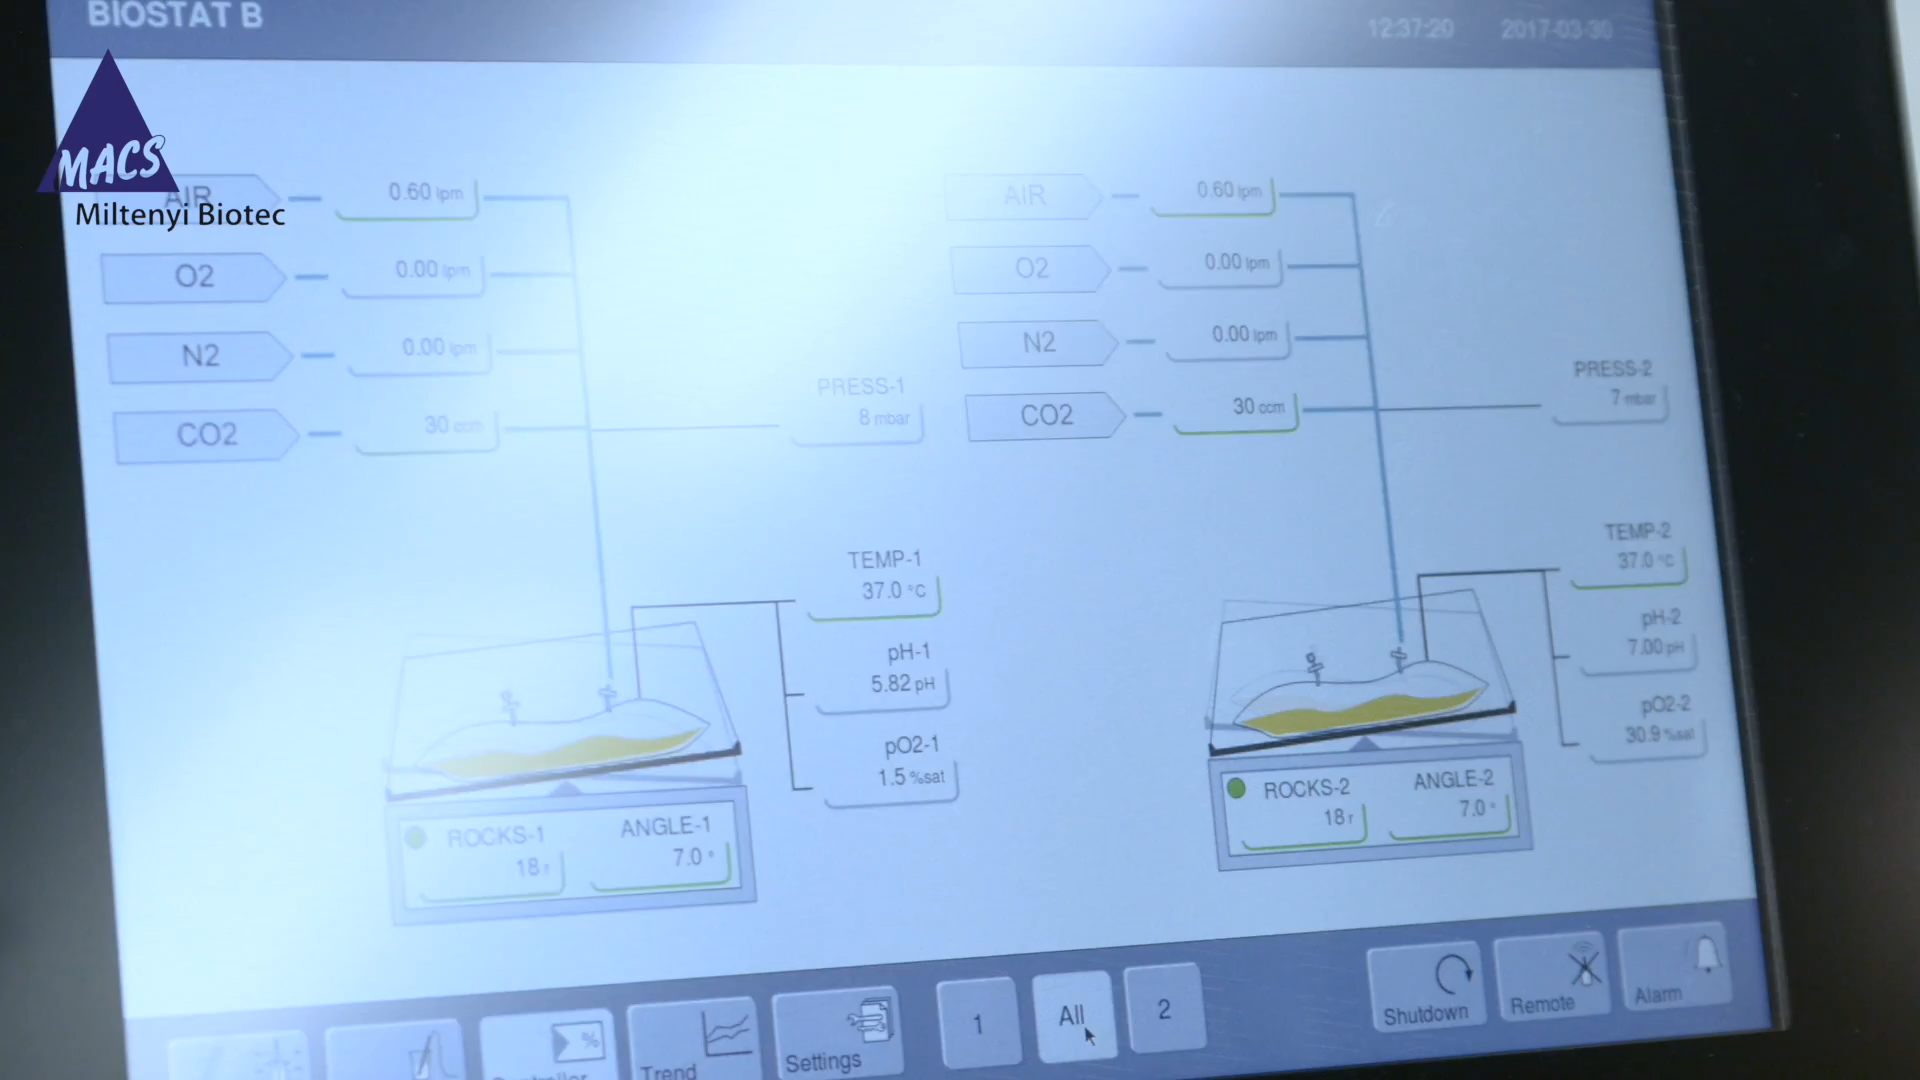 BIOSTAT B
12:37:20 2017-03-30
MACS
Miltenyi Biotec
AIR 0.60 lpm
O2 0.00 lpm
N2 0.00 lpm
CO2 30 ccm
PRESS-1
8 mbar
TEMP-1
37.0 °C
pH-1
5.82 pH
pO2-1
1.5 %sat
ROCKS-1 ANGLE-1
18 r 7.0 °
AIR 0.60 lpm
O2 0.00 lpm
N2 0.00 lpm
CO2 30 ccm
PRESS-2
7 mbar
TEMP-2
37.0 °C
pH-2
7.00 pH
pO2-2
30.9 %sat
ROCKS-2 ANGLE-2
18 r 7.0 °
%
Trend
Settings
1
All
2
Shutdown
Remote
Alarm